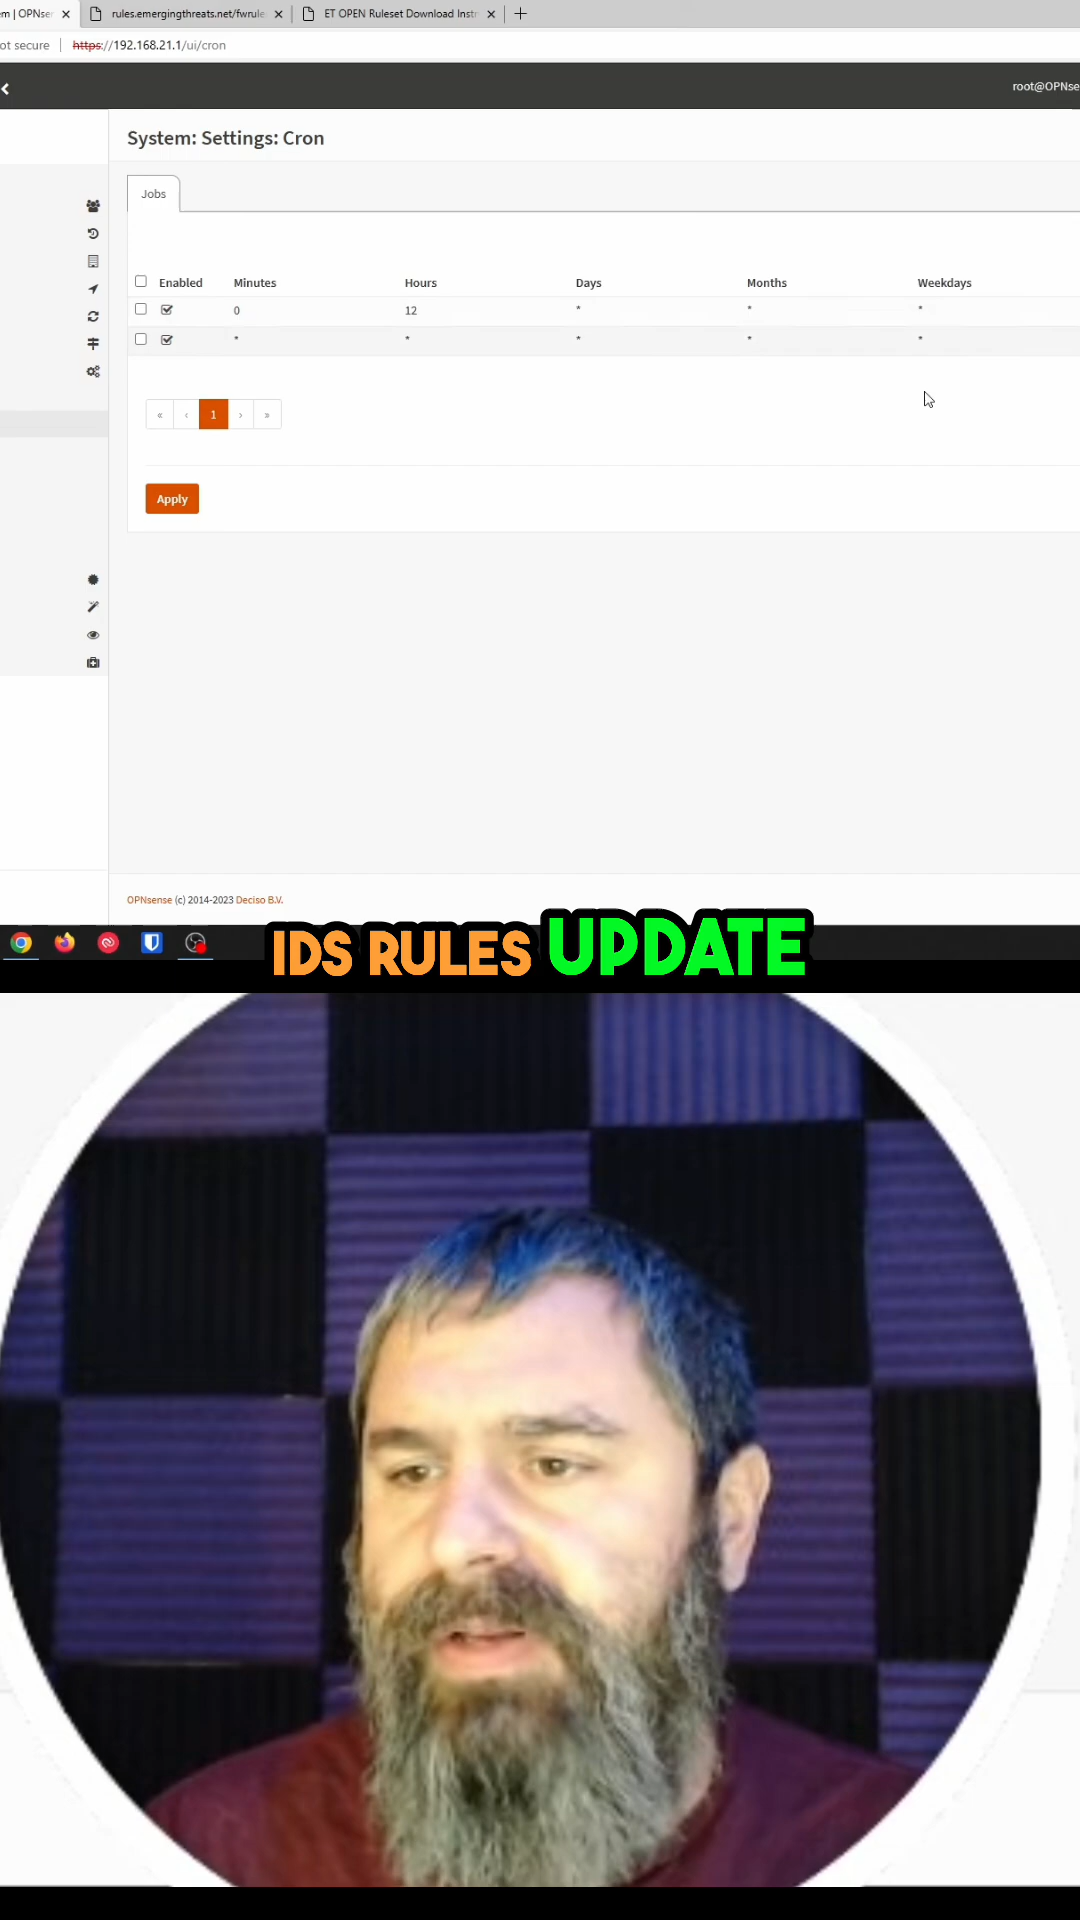 em | OPNser
rules.emergingthreats.net/fwrule
ET OPEN Ruleset Download Instr
ot secure
https://192.168.21.1/ui/cron
root@OPNse
System: Settings: Cron
Jobs
Enabled Minutes Hours Days Months Weekdays
0 12 * * *
* * * * *
« ‹ 1 › »
Apply
OPNsense (c) 2014-2023 Deciso B.V.
IDS RULES UPDATE